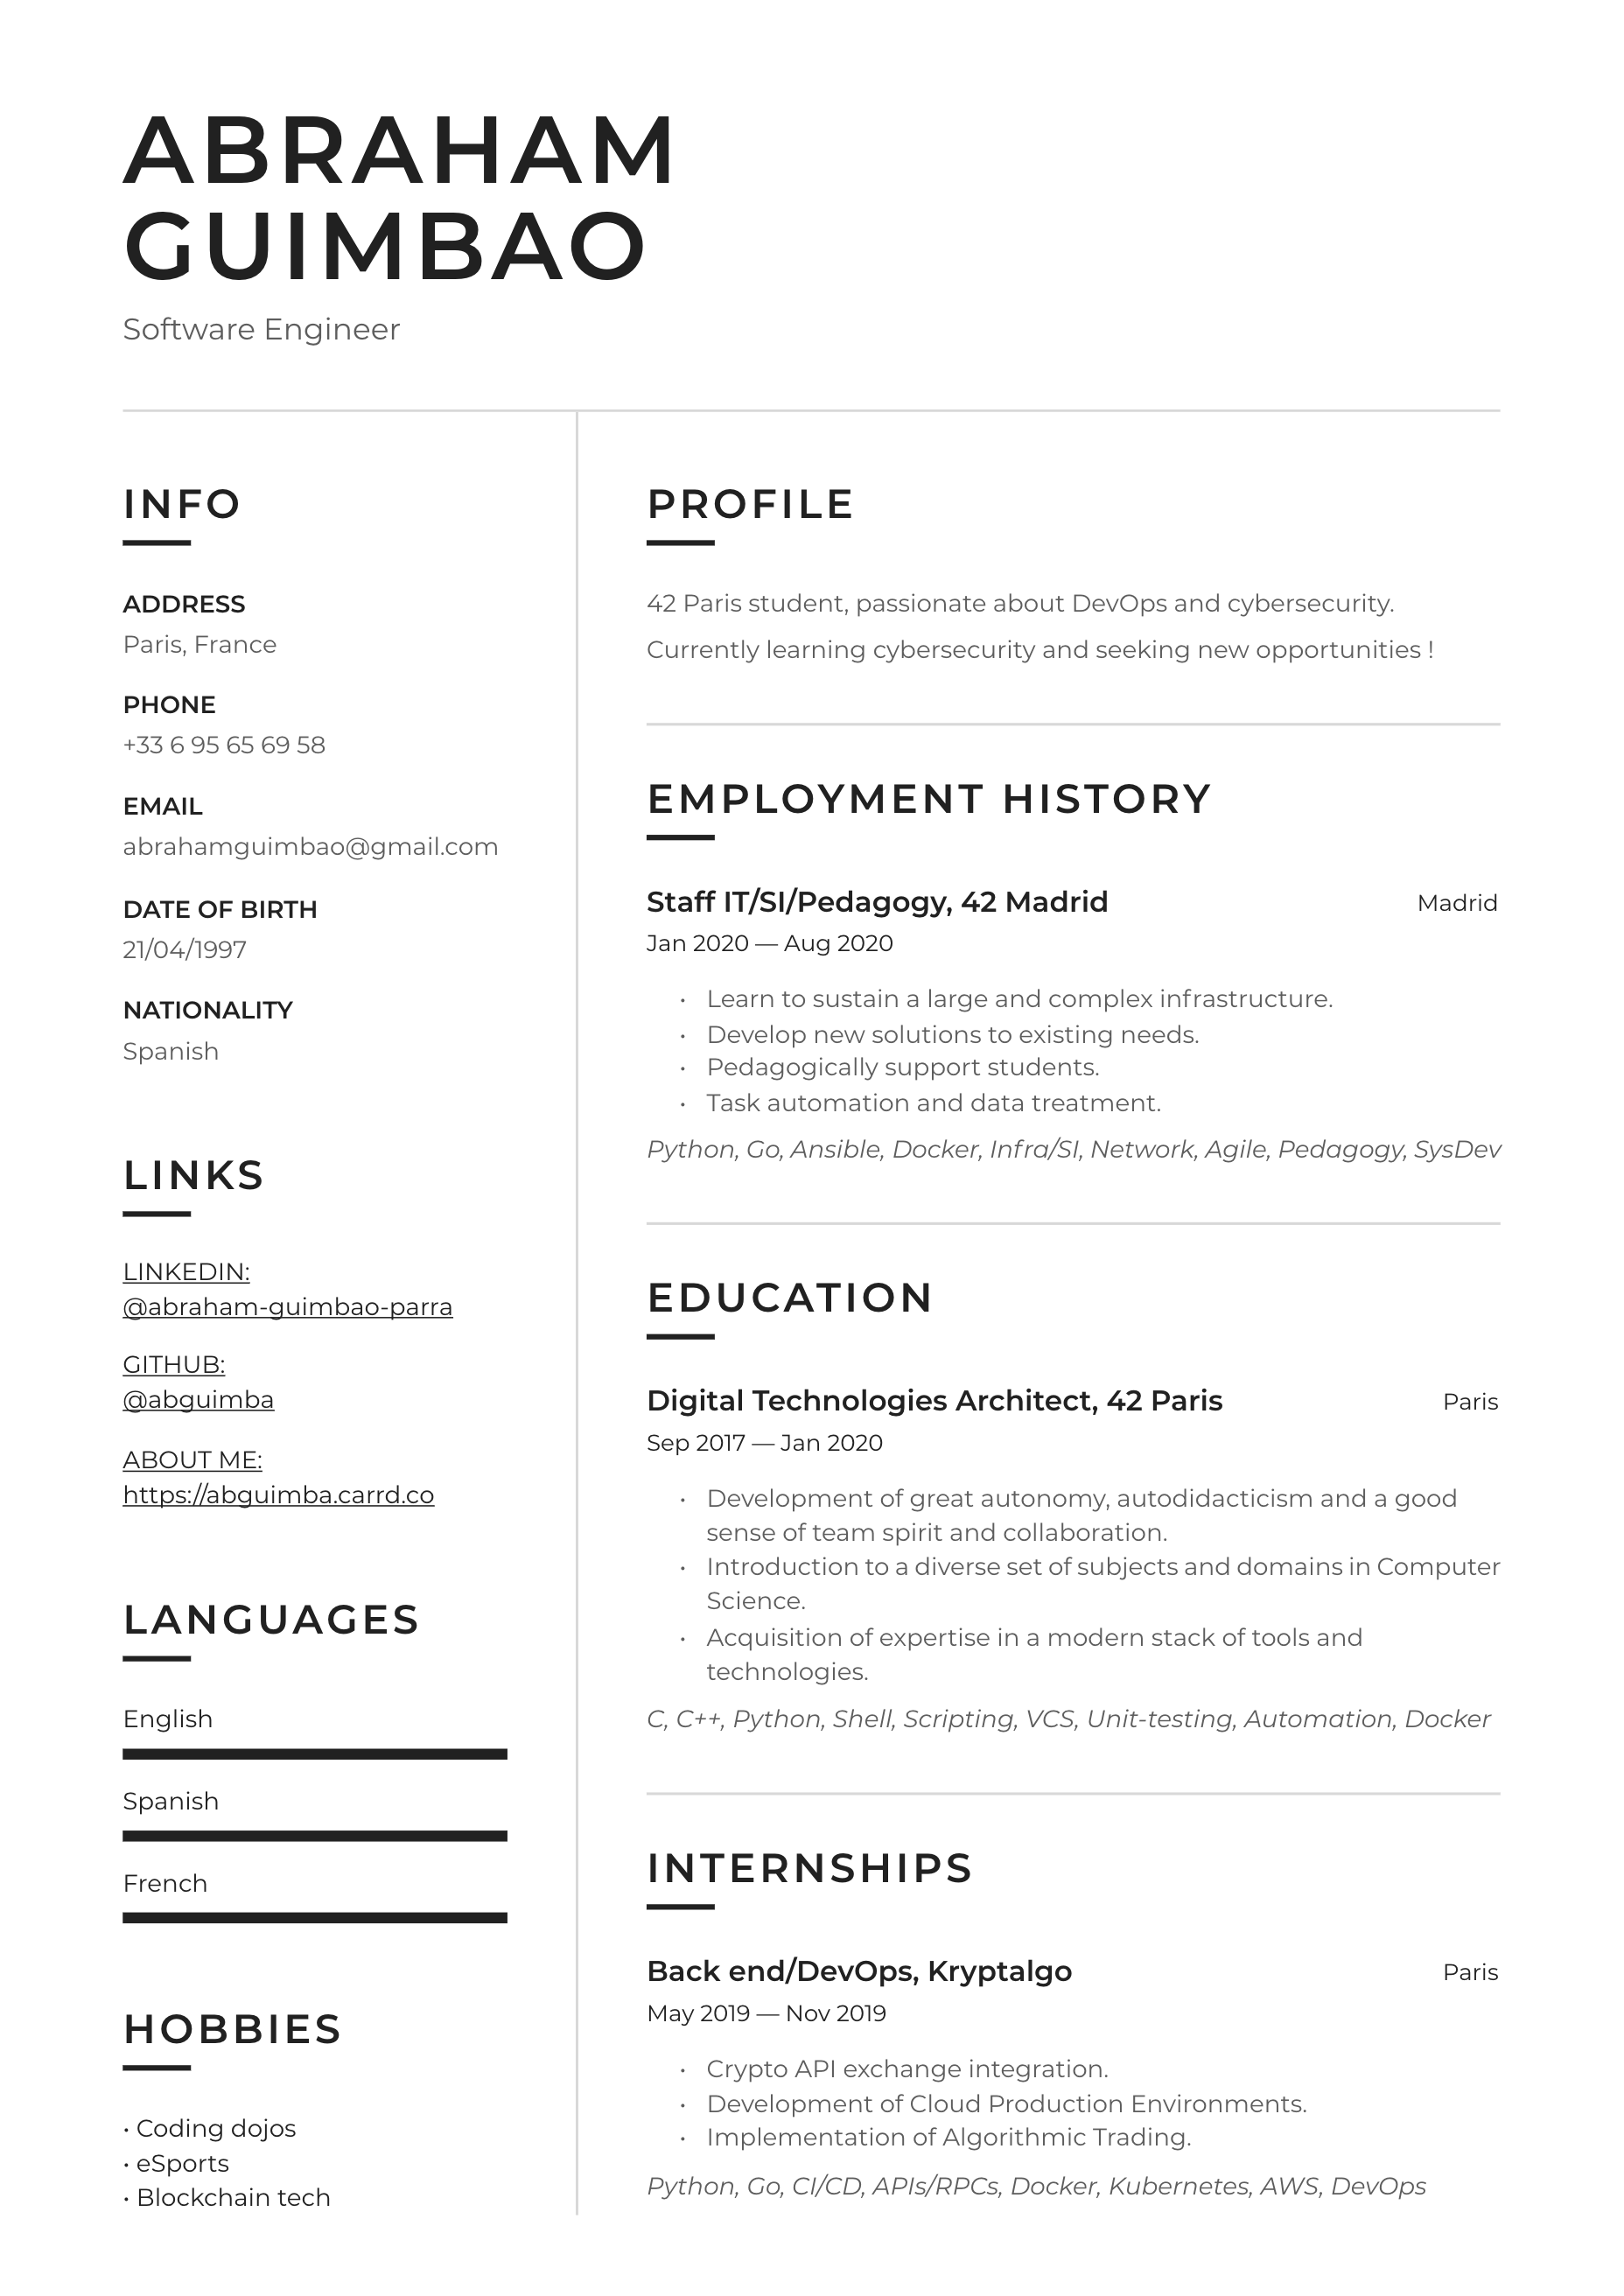 ABRAHAM
GUIMBAO
Software Engineer
INFO
ADDRESS
Paris, France
PHONE
+33 6 95 65 69 58
EMAIL
abrahamguimbao@gmail.com
DATE OF BIRTH
21/04/1997
NATIONALITY
Spanish
LINKS
LINKEDIN:
@abraham-guimbao-parra
GITHUB:
@abguimba
ABOUT ME:
https://abguimba.carrd.co
LANGUAGES
English
Spanish
French
HOBBIES
• Coding dojos
• eSports
• Blockchain tech
PROFILE
42 Paris student, passionate about DevOps and cybersecurity.
Currently learning cybersecurity and seeking new opportunities !
EMPLOYMENT HISTORY
Staff IT/SI/Pedagogy, 42 Madrid Madrid
Jan 2020 — Aug 2020
• Learn to sustain a large and complex infrastructure.
• Develop new solutions to existing needs.
• Pedagogically support students.
• Task automation and data treatment.
Python, Go, Ansible, Docker, Infra/SI, Network, Agile, Pedagogy, SysDev
EDUCATION
Digital Technologies Architect, 42 Paris Paris
Sep 2017 — Jan 2020
• Development of great autonomy, autodidacticism and a good
sense of team spirit and collaboration.
• Introduction to a diverse set of subjects and domains in Computer
Science.
• Acquisition of expertise in a modern stack of tools and
technologies.
C, C++, Python, Shell, Scripting, VCS, Unit-testing, Automation, Docker
INTERNSHIPS
Back end/DevOps, Kryptalgo Paris
May 2019 — Nov 2019
• Crypto API exchange integration.
• Development of Cloud Production Environments.
• Implementation of Algorithmic Trading.
Python, Go, CI/CD, APIs/RPCs, Docker, Kubernetes, AWS, DevOps